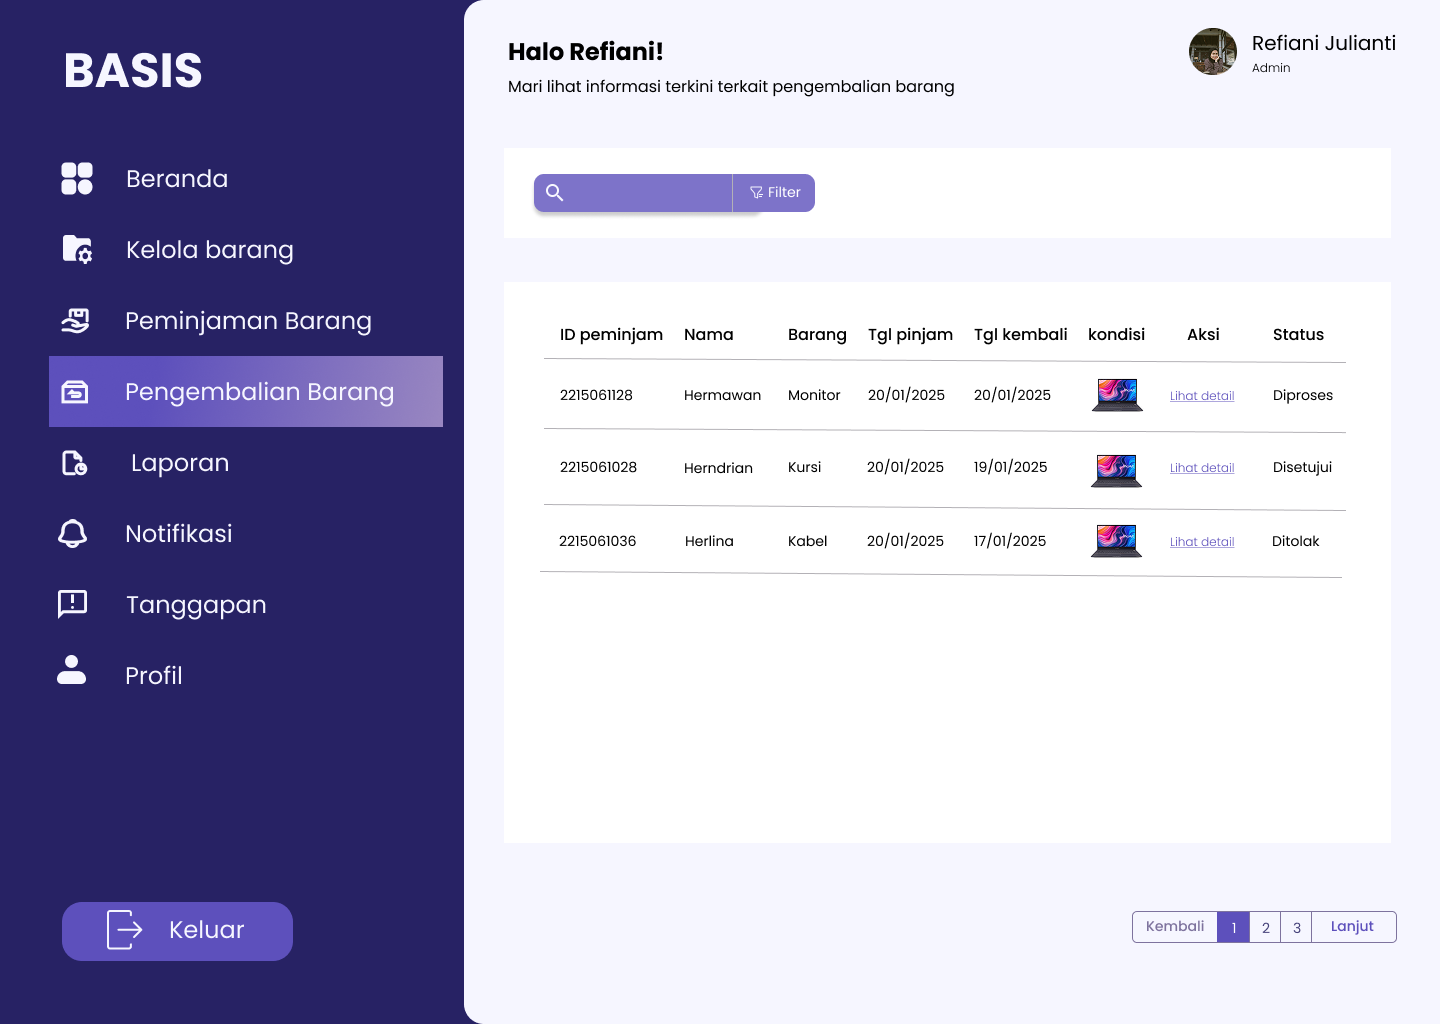 BASIS
Beranda
Kelola barang
Peminjaman Barang
Pengembalian Barang
Laporan
Notifikasi
Tanggapan
Profil
Keluar
Halo Refiani!
Mari lihat informasi terkini terkait pengembalian barang
Refiani Julianti
Admin
Filter
ID peminjam Nama Barang Tgl pinjam Tgl kembali kondisi Aksi Status
2215061128 Hermawan Monitor 20/01/2025 20/01/2025 Lihat detail Diproses
2215061028 Herndrian Kursi 20/01/2025 19/01/2025 Lihat detail Disetujui
2215061036 Herlina Kabel 20/01/2025 17/01/2025 Lihat detail Ditolak
Kembali 1 2 3 Lanjut